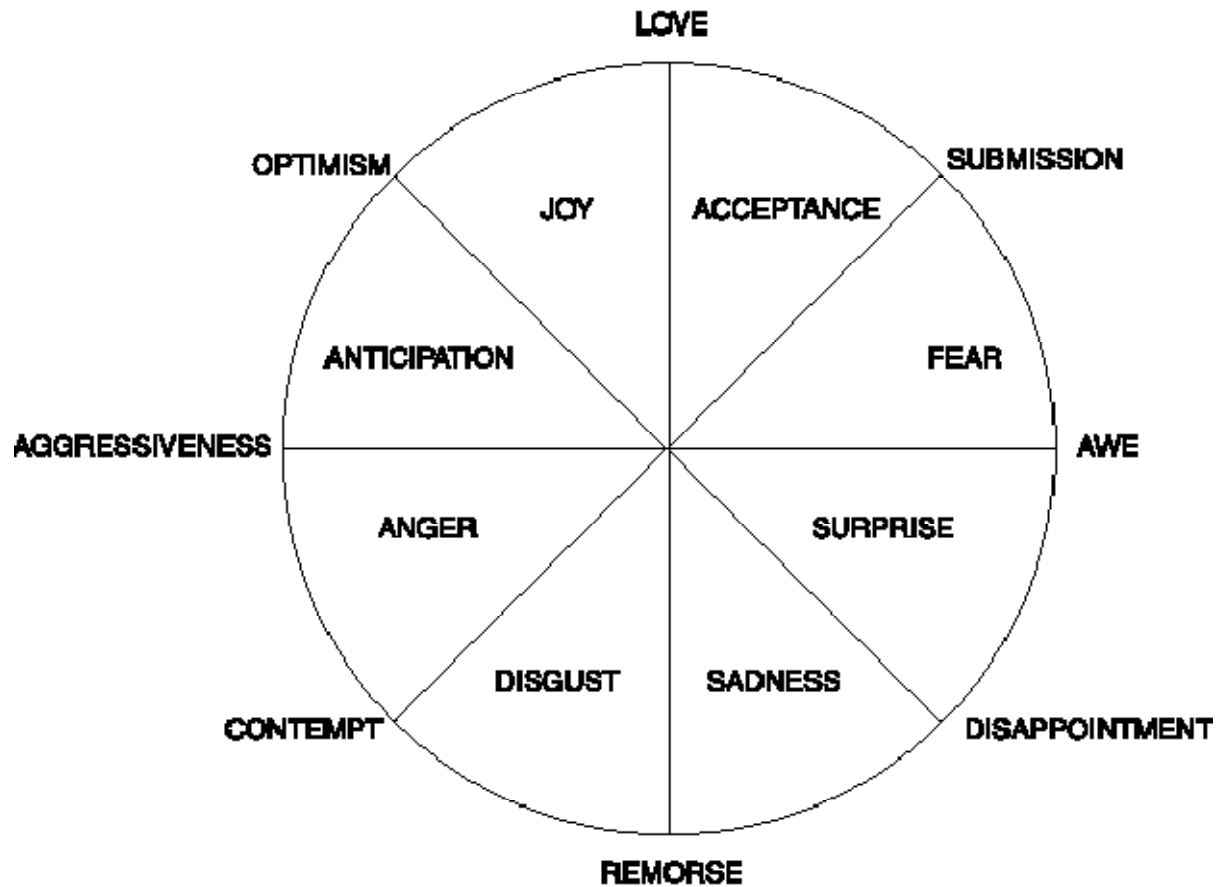 LOVE
OPTIMISM
SUBMISSION
JOY
ACCEPTANCE
ANTICIPATION
FEAR
AGGRESSIVENESS
AWE
ANGER
SURPRISE
DISGUST
SADNESS
CONTEMPT
DISAPPOINTMENT
REMORSE